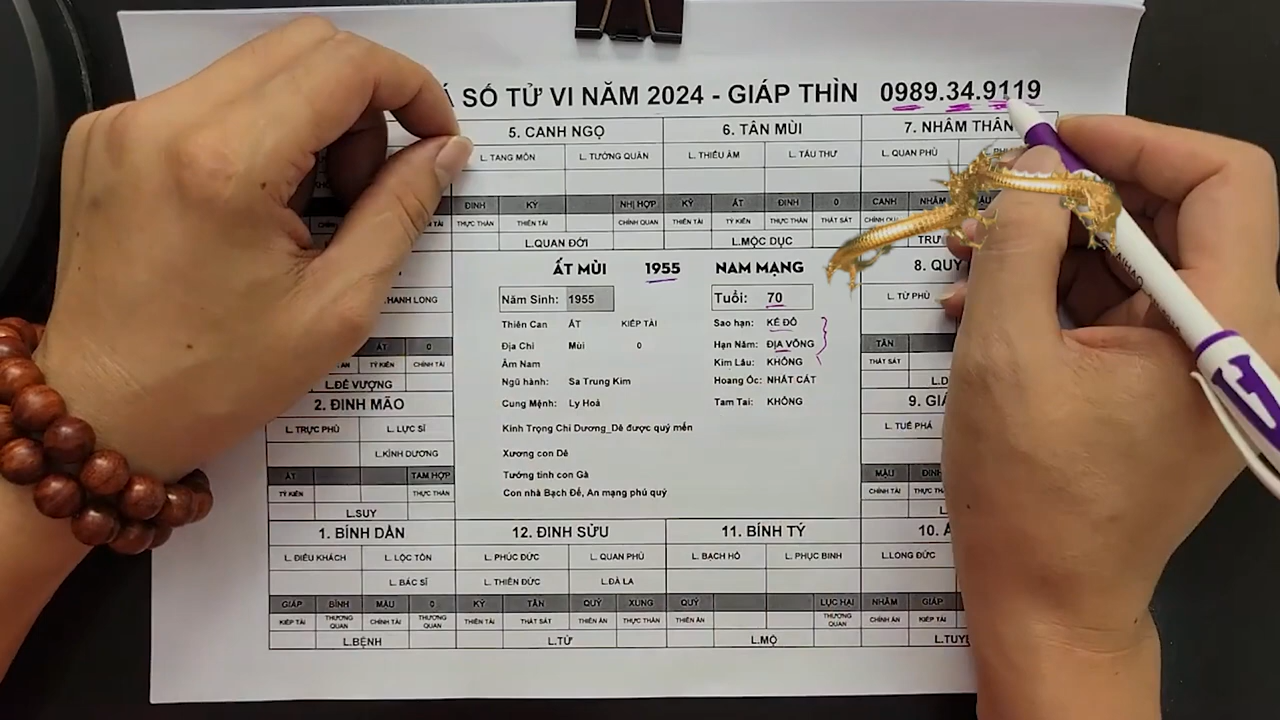 SỐ TỬ VI NĂM 2024 - GIÁP THÌN 0989.34.9119
5. CANH NGỌ 6. TÂN MÙI 7. NHÂM THÂN
L. TANG MÔN L. TƯỚNG QUÂN L. THIẾU ÂM L. TẤU THƯ L. QUAN PHÙ
ĐINH KỶ NHỊ HỢP KỶ ẤT ĐINH 0 CANH NHÂM
THỰC THẦN THIÊN TÀI CHÍNH QUAN THIÊN TÀI TỶ KIÊN THỰC THẦN THẤT SÁT
L.QUAN ĐỚI L.MỘC DỤC
ẤT MÙI 1955 NAM MẠNG 8. QUÝ
Năm Sinh: 1955 Tuổi: 70 L. TỬ PHÙ
Thiên Can ẤT KIẾP TÀI Sao hạn: KẾ ĐÔ
Địa Chi Mùi 0 Hạn Năm: ĐỊA VÕNG
ẤT 0 TÂN
Âm Nam Kim Lâu: KHÔNG
TỶ KIÊN CHÍNH TÀI THẤT SÁT
L.ĐẾ VƯỢNG Ngũ hành: Sa Trung Kim Hoang Ốc: NHẤT CÁT
2. ĐINH MÃO Cung Mệnh: Ly Hoả Tam Tai: KHÔNG 9.
L. TRỰC PHÙ L. LỰC SĨ Kính Trọng Chi Dương_Dê được quý mến L. TUẾ PHÁ
L.KÌNH DƯƠNG Xương con Dê
ẤT TAM HỢP Tướng tinh con Gà MẬU
TỶ KIÊN THỰC THẦN Con nhà Bạch Đế, An mạng phú quý CHÍNH TÀI
L.SUY
1. BÍNH DẦN 12. ĐINH SỬU 11. BÍNH TÝ 10.
L. ĐIẾU KHÁCH L. LỘC TỒN L. PHÚC ĐỨC L. QUAN PHỦ L. BẠCH HỔ L. PHỤC BINH L.LONG ĐỨC
L. BÁC SĨ L. THIÊN ĐỨC L.ĐÀ LA
GIÁP BÍNH MẬU 0 KỶ TÂN QUÝ XUNG QUÝ LỤC HẠI NHÂM GIÁP
KIẾP TÀI THƯƠNG QUAN CHÍNH TÀI THƯƠNG QUAN THIÊN TÀI THẤT SÁT THIÊN ẤN THỰC THẦN THIÊN ẤN THƯƠNG QUAN CHÍNH ẤN KIẾP TÀI
L.BỆNH L.TỬ L.MỘ